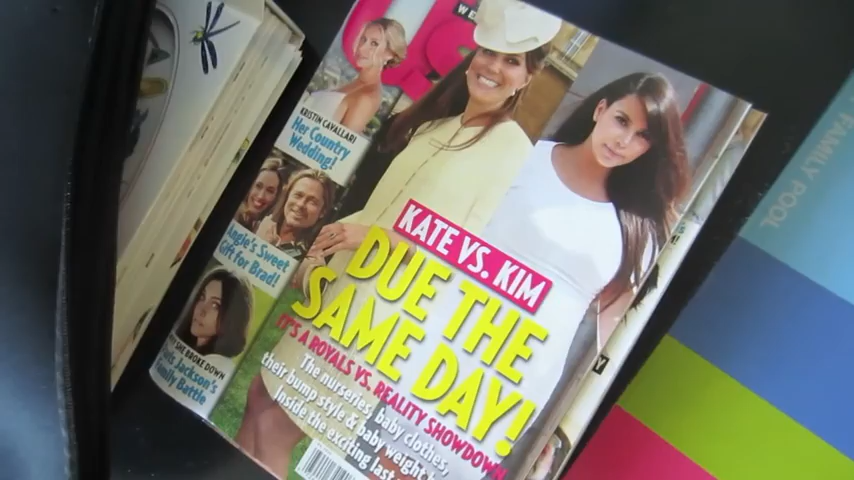 WE
KRISTIN CAVALLARI
Her Country
Wedding!
Angie's Sweet
Gift for Brad!
SHE BROKE DOWN
Jackson's
Family Battle
KATE VS. KIM
DUE THE
SAME DAY!
IT'S A ROYALS VS. REALITY SHOWDOWN
The nurseries, baby clothes,
their bump style & baby weight
Inside the exciting last
FAMILY POOL